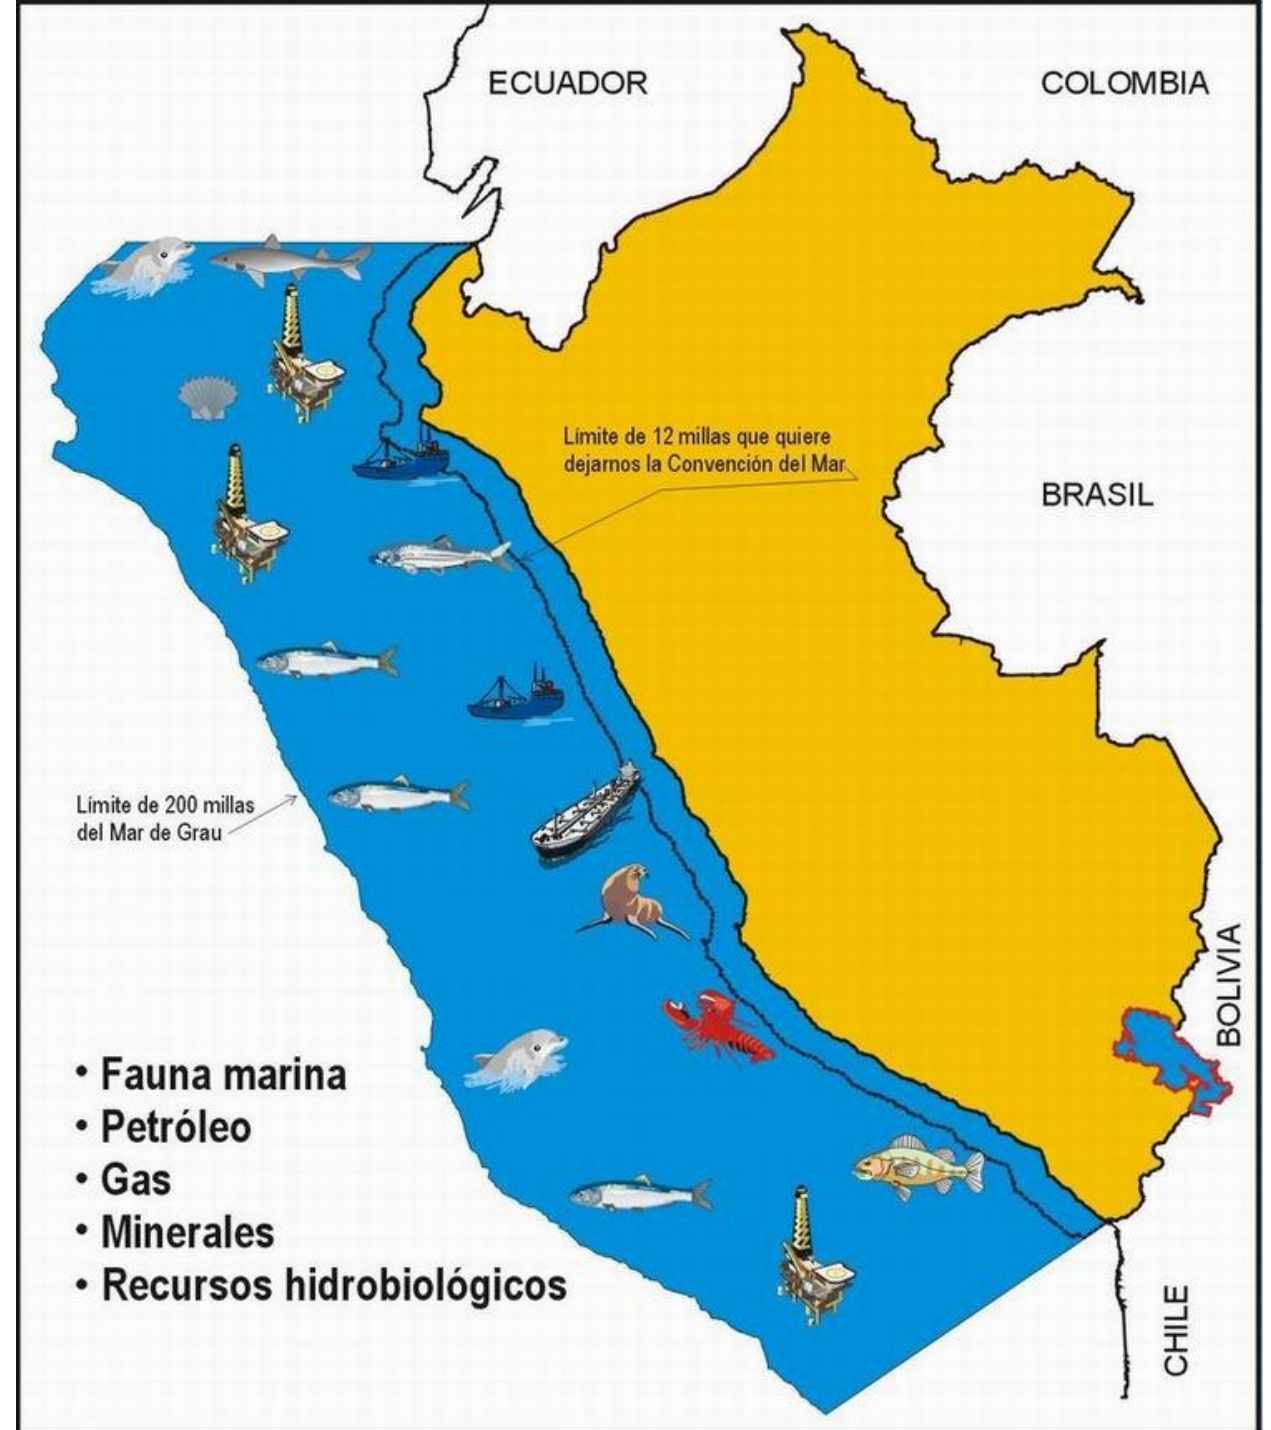 ECUADOR
COLOMBIA
Límite de 12 millas que quiere
dejarnos la Convención del Mar
BRASIL
Límite de 200 millas
del Mar de Grau
BOLIVIA
• Fauna marina
• Petróleo
• Gas
• Minerales
• Recursos hidrobiológicos
CHILE